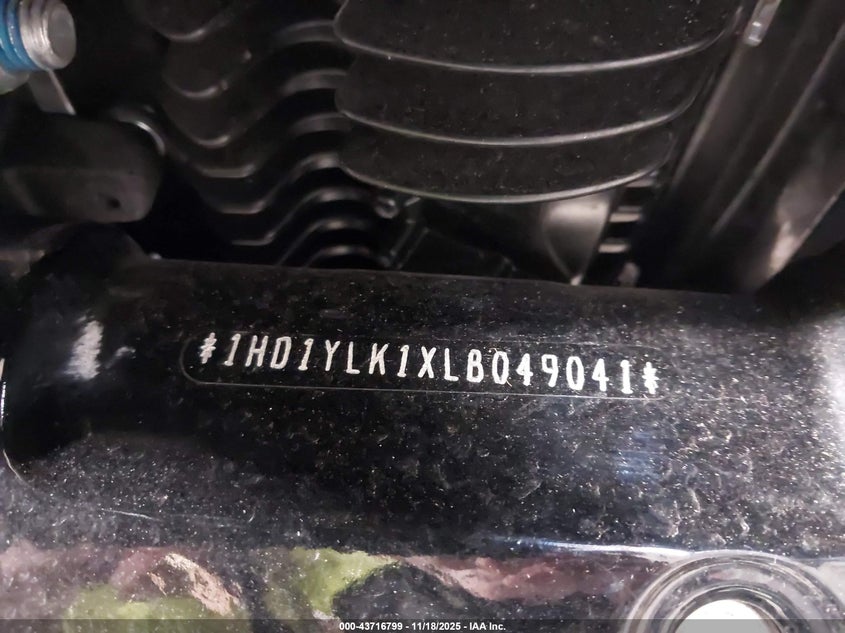 *1HD1YLK1XLB049041*
000-43716799 - 11/18/2025 - IAA Inc.